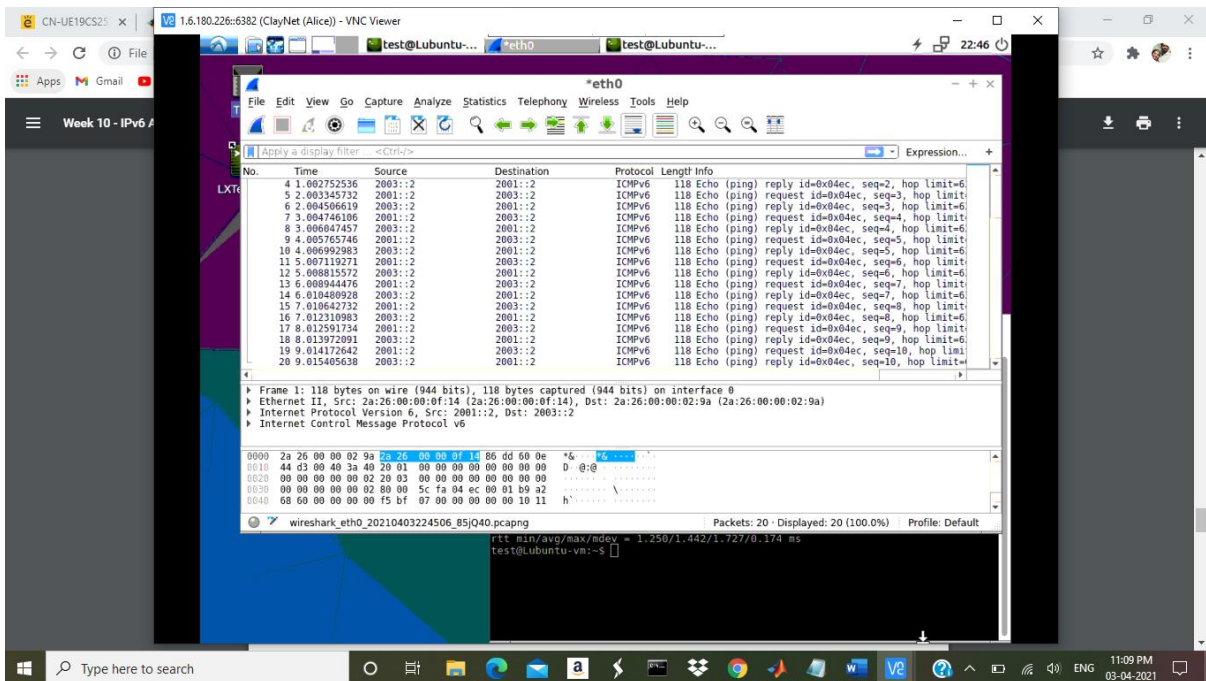 CN-UE19CS25
1.6.180.226::6382 (ClayNet (Alice)) - VNC Viewer
File
Apps Gmail
Week 10 - IPv6 A
test@Lubuntu-... *eth0 test@Lubuntu-... 22:46
LXTe
*eth0
File Edit View Go Capture Analyze Statistics Telephony Wireless Tools Help
Apply a display filter ... <Ctrl-/> Expression... +
No. Time Source Destination Protocol Length Info
4 1.002752536 2003::2 2001::2 ICMPv6 118 Echo (ping) reply id=0x04ec, seq=2, hop limit=6
5 2.003345732 2001::2 2003::2 ICMPv6 118 Echo (ping) request id=0x04ec, seq=3, hop limit
6 2.004506619 2003::2 2001::2 ICMPv6 118 Echo (ping) reply id=0x04ec, seq=3, hop limit=6
7 3.004746106 2001::2 2003::2 ICMPv6 118 Echo (ping) request id=0x04ec, seq=4, hop limit
8 3.006047457 2003::2 2001::2 ICMPv6 118 Echo (ping) reply id=0x04ec, seq=4, hop limit=6
9 4.005765746 2001::2 2003::2 ICMPv6 118 Echo (ping) request id=0x04ec, seq=5, hop limit
10 4.006992983 2003::2 2001::2 ICMPv6 118 Echo (ping) reply id=0x04ec, seq=5, hop limit=6
11 5.007119271 2001::2 2003::2 ICMPv6 118 Echo (ping) request id=0x04ec, seq=6, hop limit
12 5.008815572 2003::2 2001::2 ICMPv6 118 Echo (ping) reply id=0x04ec, seq=6, hop limit=6
13 6.008944476 2001::2 2003::2 ICMPv6 118 Echo (ping) request id=0x04ec, seq=7, hop limit
14 6.010480928 2003::2 2001::2 ICMPv6 118 Echo (ping) reply id=0x04ec, seq=7, hop limit=6
15 7.010642732 2001::2 2003::2 ICMPv6 118 Echo (ping) request id=0x04ec, seq=8, hop limit
16 7.012310983 2003::2 2001::2 ICMPv6 118 Echo (ping) reply id=0x04ec, seq=8, hop limit=6
17 8.012591734 2001::2 2003::2 ICMPv6 118 Echo (ping) request id=0x04ec, seq=9, hop limit
18 8.013972091 2003::2 2001::2 ICMPv6 118 Echo (ping) reply id=0x04ec, seq=9, hop limit=6
19 9.014172642 2001::2 2003::2 ICMPv6 118 Echo (ping) request id=0x04ec, seq=10, hop limi
20 9.015405638 2003::2 2001::2 ICMPv6 118 Echo (ping) reply id=0x04ec, seq=10, hop limit=
Frame 1: 118 bytes on wire (944 bits), 118 bytes captured (944 bits) on interface 0
Ethernet II, Src: 2a:26:00:00:0f:14 (2a:26:00:00:0f:14), Dst: 2a:26:00:00:02:9a (2a:26:00:00:02:9a)
Internet Protocol Version 6, Src: 2001::2, Dst: 2003::2
Internet Control Message Protocol v6
0000 2a 26 00 00 02 9a 2a 26 00 00 0f 14 86 dd 60 0e *&····*& ······`·
0010 44 d3 00 40 3a 40 20 01 00 00 00 00 00 00 00 00 D··@:@ · ········
0020 00 00 00 00 00 02 20 03 00 00 00 00 00 00 00 00
0030 00 00 00 00 00 02 80 00 5c fa 04 ec 00 01 b9 a2 ········ \·······
0040 68 60 00 00 00 00 f5 bf 07 00 00 00 00 00 10 11 h`······ ········
wireshark_eth0_20210403224506_85jQ40.pcapng Packets: 20 · Displayed: 20 (100.0%) Profile: Default
rtt min/avg/max/mdev = 1.250/1.442/1.727/0.174 ms
test@Lubuntu-vm:~$
Type here to search ENG 11:09 PM
03-04-2021